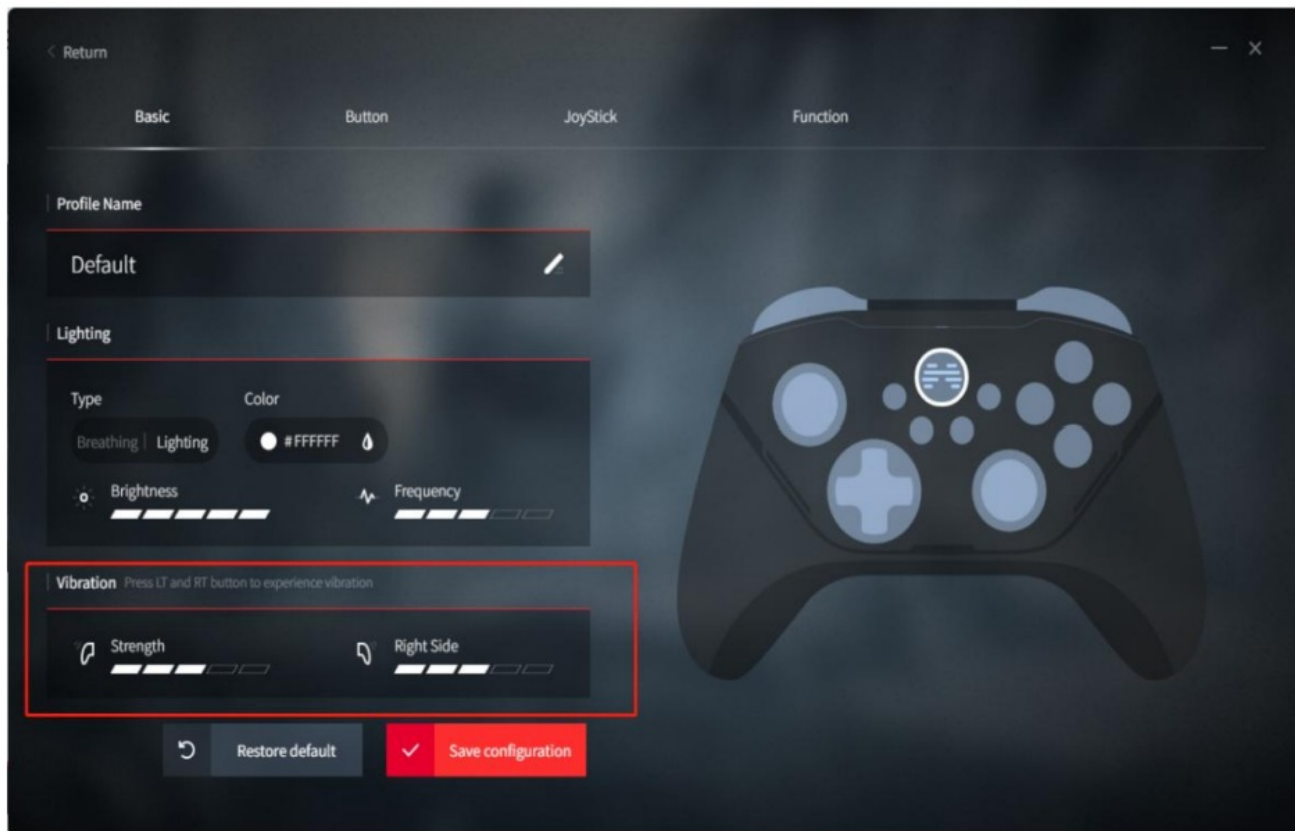 Return
Basic Button JoyStick Function
Profile Name
Default
Lighting
Type Color
Breathing Lighting #FFFFFF
Brightness Frequency
Vibration Press LT and RT button to experience vibration
Strength Right Side
Restore default Save configuration